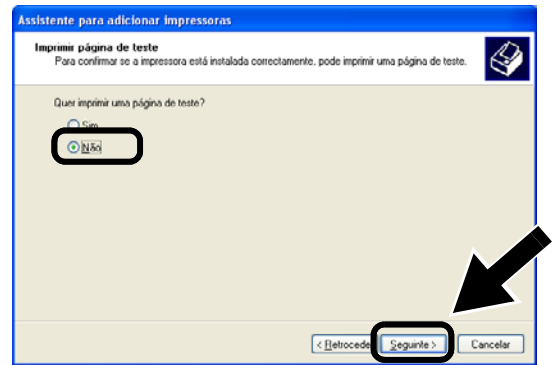 Assistente para adicionar impressoras
Imprimir página de teste
Para confirmar se a impressora está instalada correctamente, pode imprimir uma página de teste.
Quer imprimir uma página de teste?
Sim
Não
< Retrocede
Seguinte >
Cancelar